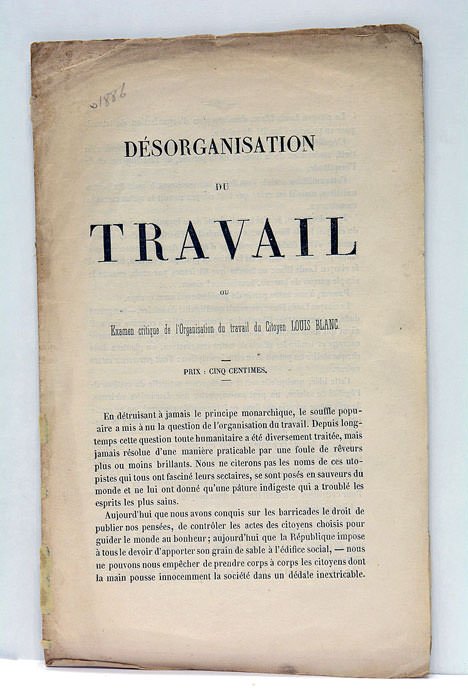 1886
DÉSORGANISATION
DU
TRAVAIL
OU
Examen critique de l'Organisation du travail du Citoyen LOUIS BLANC.
PRIX : CINQ CENTIMES.
En détruisant à jamais le principe monarchique, le souffle popu-
laire a mis à nu la question de l'organisation du travail. Depuis long-
temps cette question toute humanitaire a été diversement traitée, mais
jamais résolue d'une manière praticable par une foule de rêveurs
plus ou moins brillants. Nous ne citerons pas les noms de ces uto-
pistes qui tous ont fasciné leurs sectaires, se sont posés en sauveurs du
monde et ne lui ont donné qu'une pâture indigeste qui a troublé les
esprits les plus sains.
Aujourd'hui que nous avons conquis sur les barricades le droit de
publier nos pensées, de contrôler les actes des citoyens choisis pour
guider le monde au bonheur; aujourd'hui que la République impose
à tous le devoir d'apporter son grain de sable à l'édifice social, — nous
ne pouvons nous empêcher de prendre corps à corps les citoyens dont
la main pousse innocemment la société dans un dédale inextricable.